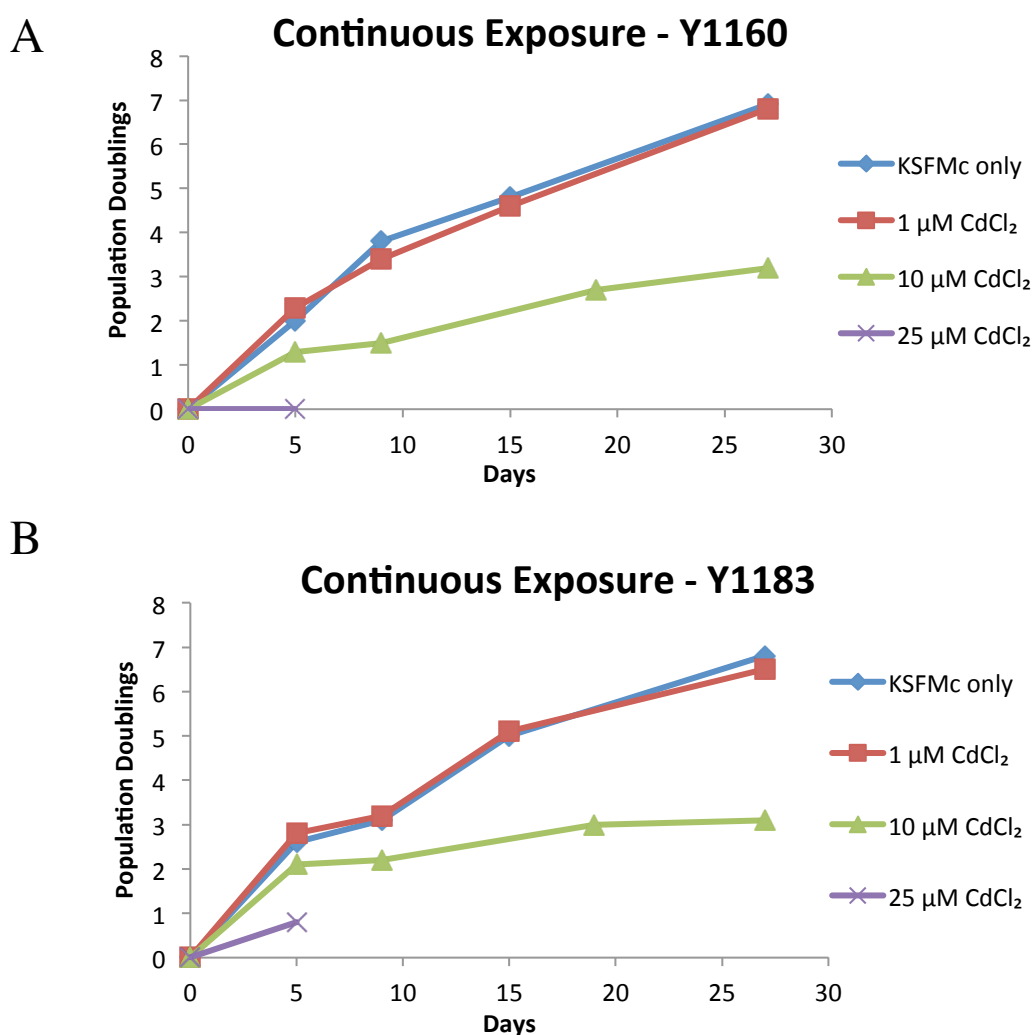 A
Continuous Exposure - Y1160
Population Doublings
8
7
6
5
4
3
2
1
0
0 5 10 15 20 25 30
Days
KSFMc only
1 µM CdCl₂
10 µM CdCl₂
25 µM CdCl₂
B
Continuous Exposure - Y1183
Population Doublings
8
7
6
5
4
3
2
1
0
0 5 10 15 20 25 30
Days
KSFMc only
1 µM CdCl₂
10 µM CdCl₂
25 µM CdCl₂